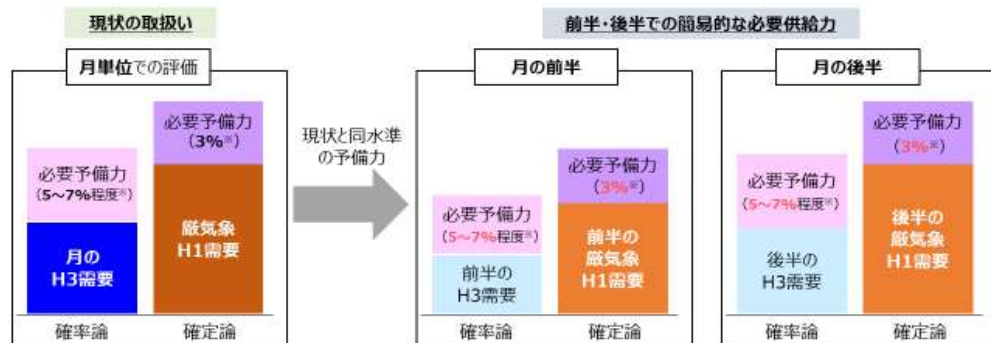 現状の取扱い
前半・後半での簡易的な必要供給力
月単位での評価
必要予備力
(5～7%程度※)
月の
H3需要
確率論
必要予備力
(3%※)
厳気象
H1需要
確定論
現状と同水準
の予備力
月の前半
必要予備力
(5～7%程度※)
前半の
H3需要
確率論
必要予備力
(3%※)
前半の
厳気象
H1需要
確定論
月の後半
必要予備力
(5～7%程度※)
後半の
H3需要
確率論
必要予備力
(3%※)
後半の
厳気象
H1需要
確定論